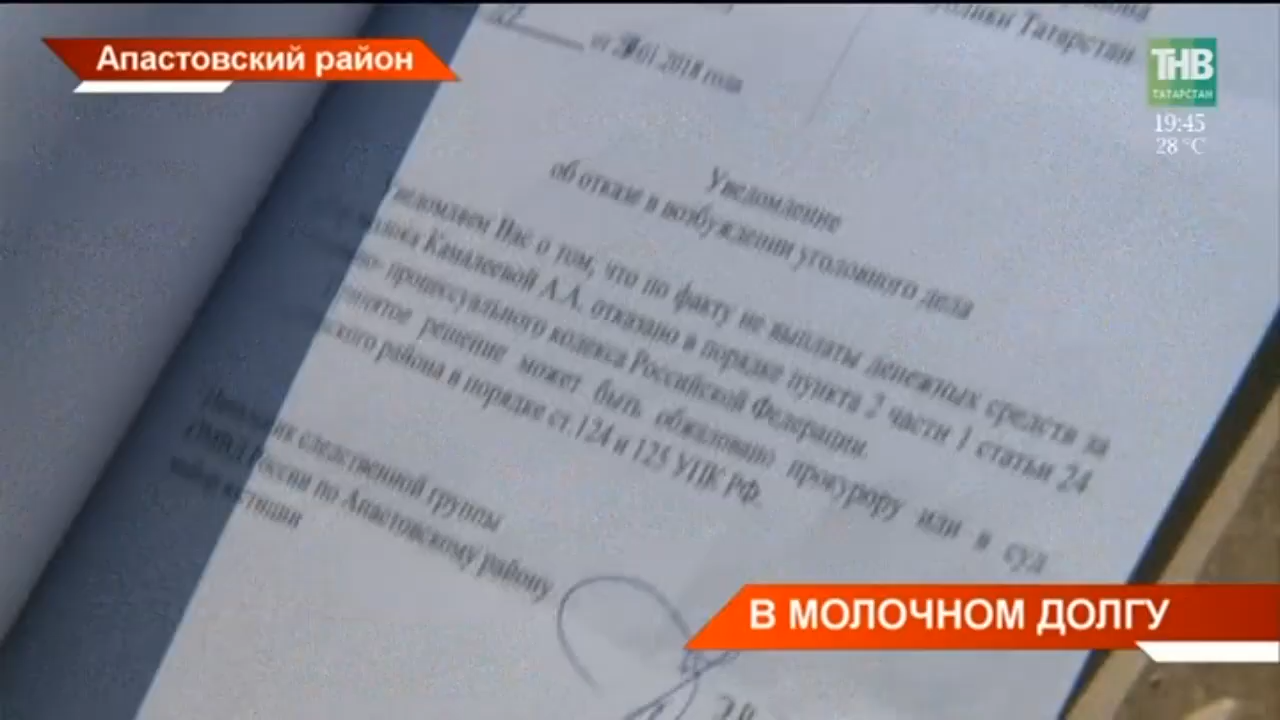 Апастовский район
ТНВ
ТАТАРСТАН
19:45
28 °C
Татарстан
от 01.2018 года
Уведомление
об отказе в возбуждении уголовного дела
Вас о том, что по факту не выплаты денежных средств за
Камалеевой А.А. отказано в порядке пункта 2 части 1 статьи 24
процессуального кодекса Российской Федерации.
решение может быть обжаловано прокурору или в суд
района в порядке ст.124 и 125 УПК РФ.
следственной группы
России по Апастовскому району
юстиции
В МОЛОЧНОМ ДОЛГУ